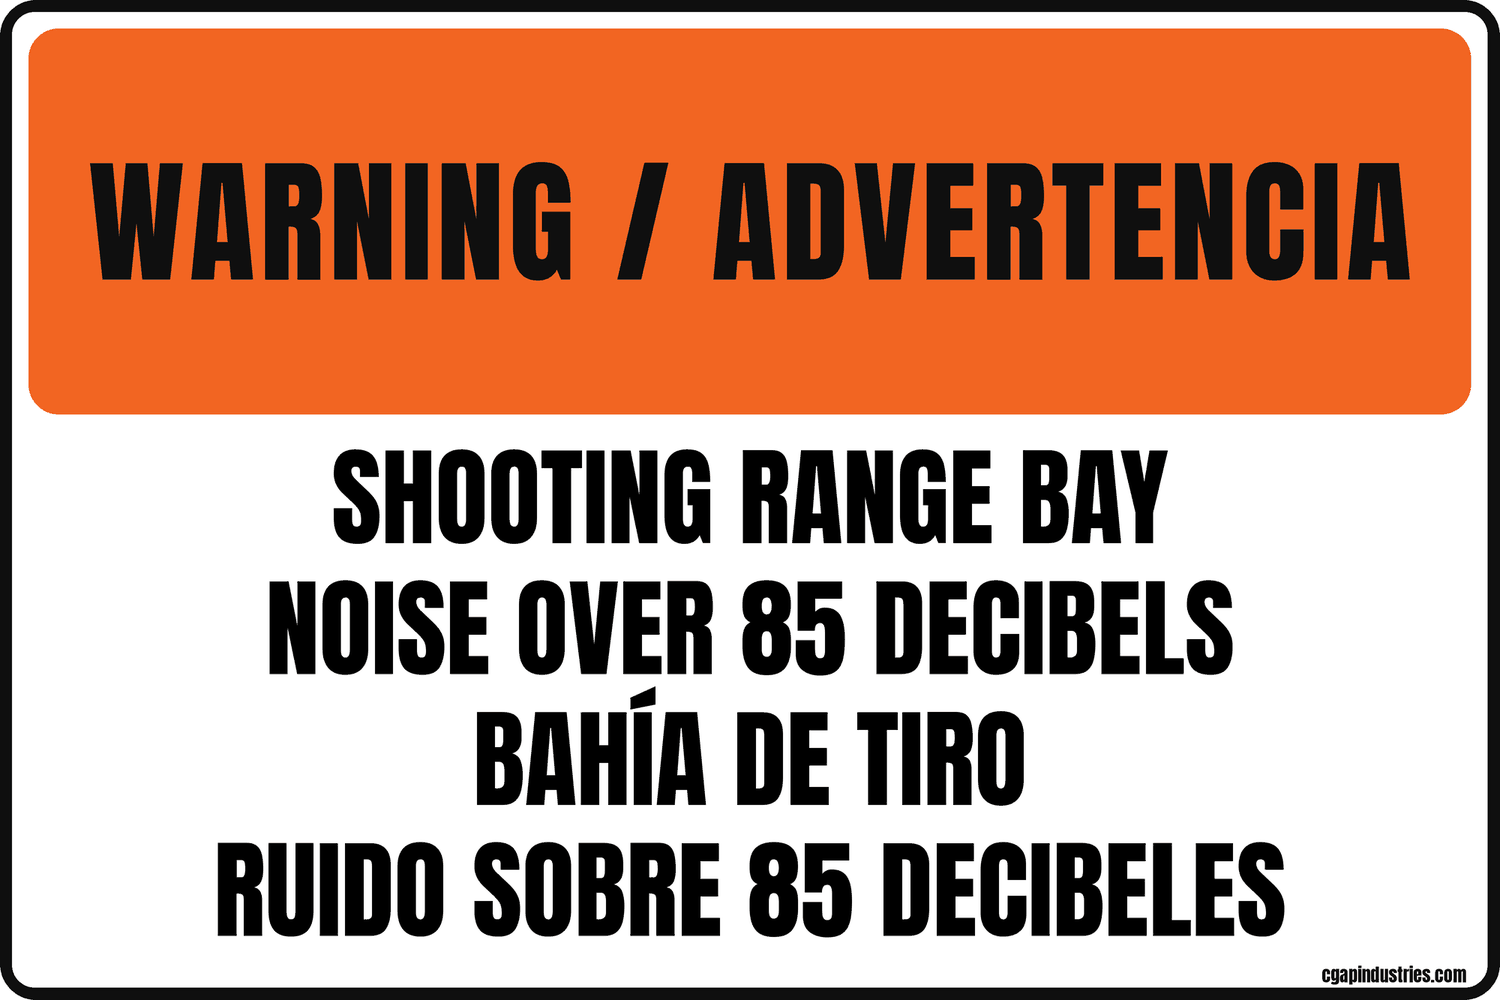 WARNING / ADVERTENCIA
SHOOTING RANGE BAY
NOISE OVER 85 DECIBELS
BAHÍA DE TIRO
RUIDO SOBRE 85 DECIBELES
cgapindustries.com